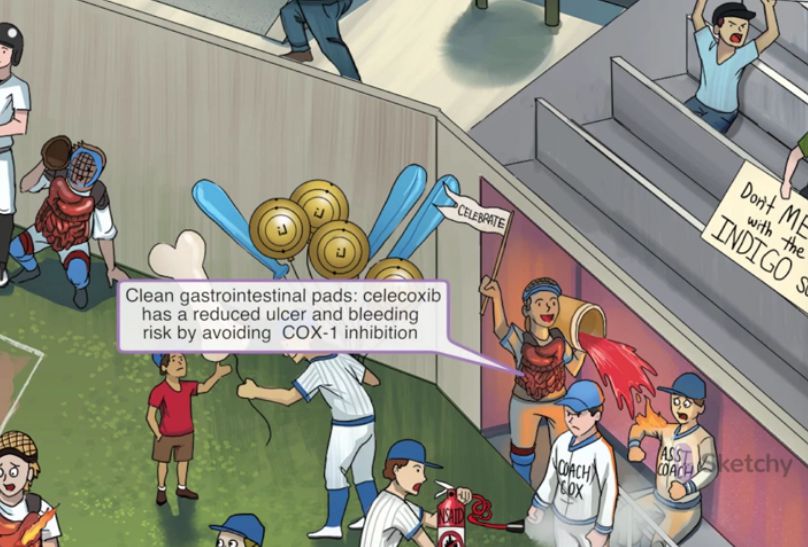 CELEBRATE
Don't
with the
INDIGO
Clean gastrointestinal pads: celecoxib
has a reduced ulcer and bleeding
risk by avoiding  COX-1 inhibition
COACH
COX
ASST
COACH
Sketchy
NSAID